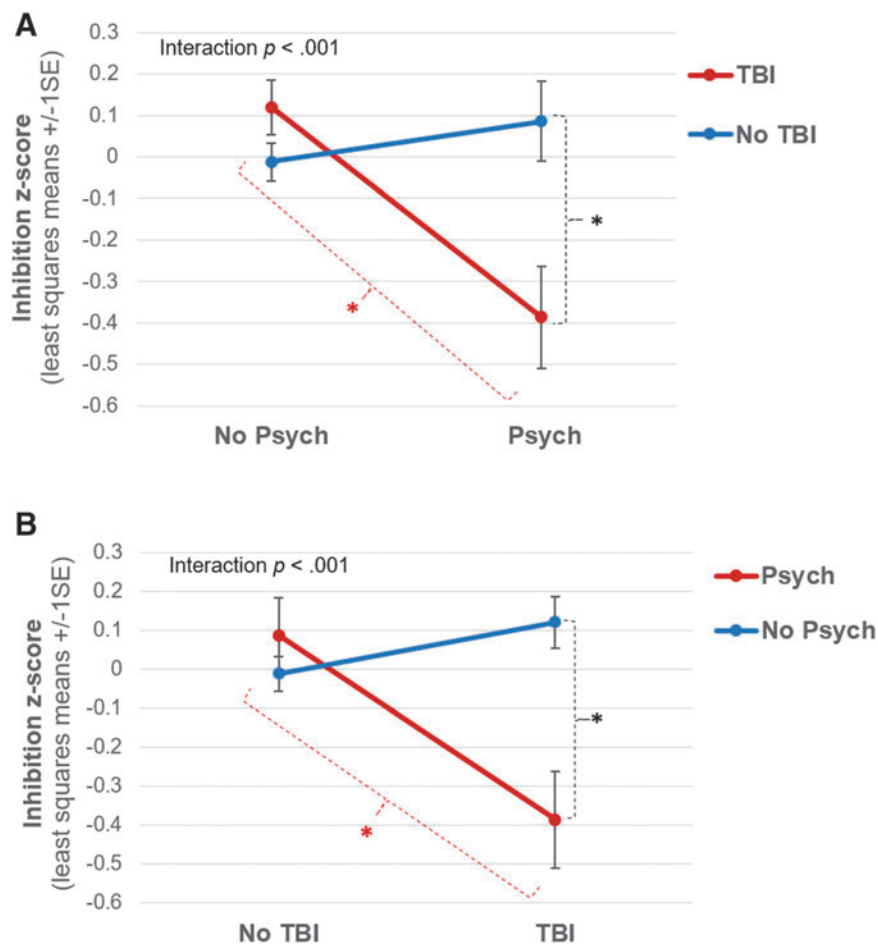 A
Interaction p < .001
Inhibition z-score
(least squares means +/-1SE)
0.3
0.2
0.1
0
-0.1
-0.2
-0.3
-0.4
-0.5
-0.6
*
*
No Psych
Psych
TBI
No TBI
B
Interaction p < .001
Inhibition z-score
(least squares means +/-1SE)
0.3
0.2
0.1
0
-0.1
-0.2
-0.3
-0.4
-0.5
-0.6
*
*
No TBI
TBI
Psych
No Psych